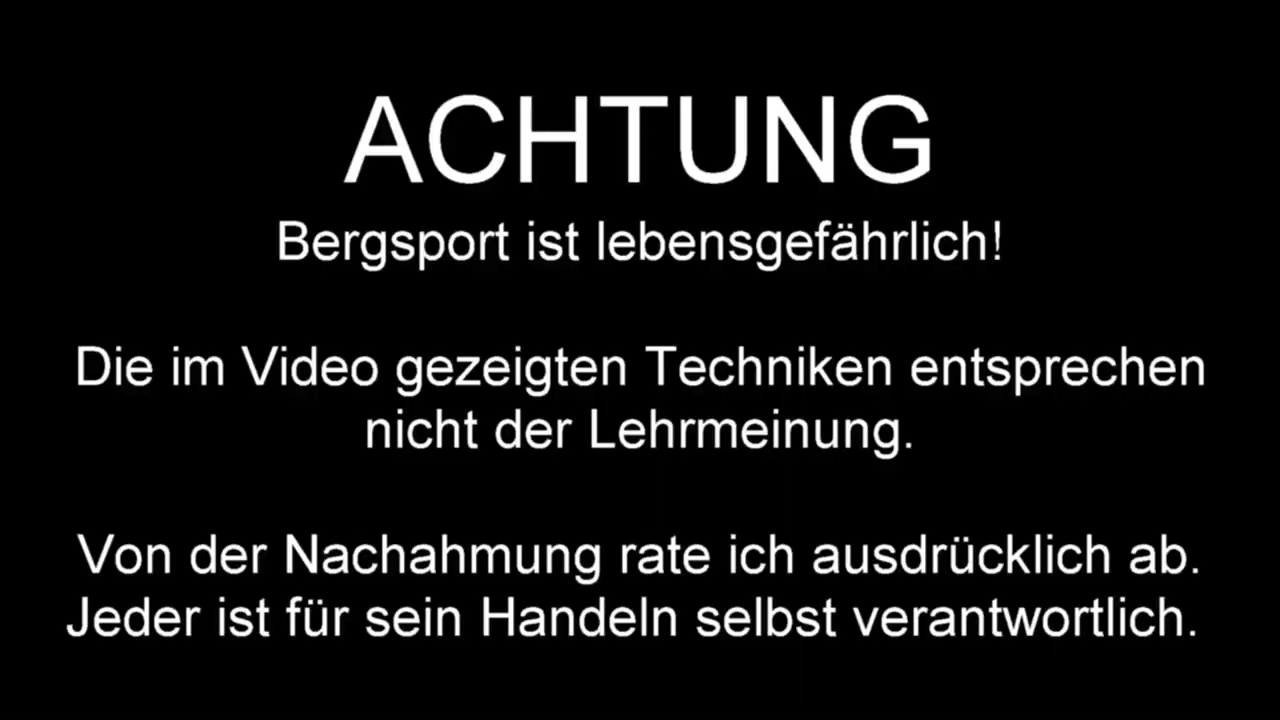 ACHTUNG
Bergsport ist lebensgefährlich!
Die im Video gezeigten Techniken entsprechen
nicht der Lehrmeinung.
Von der Nachahmung rate ich ausdrücklich ab.
Jeder ist für sein Handeln selbst verantwortlich.